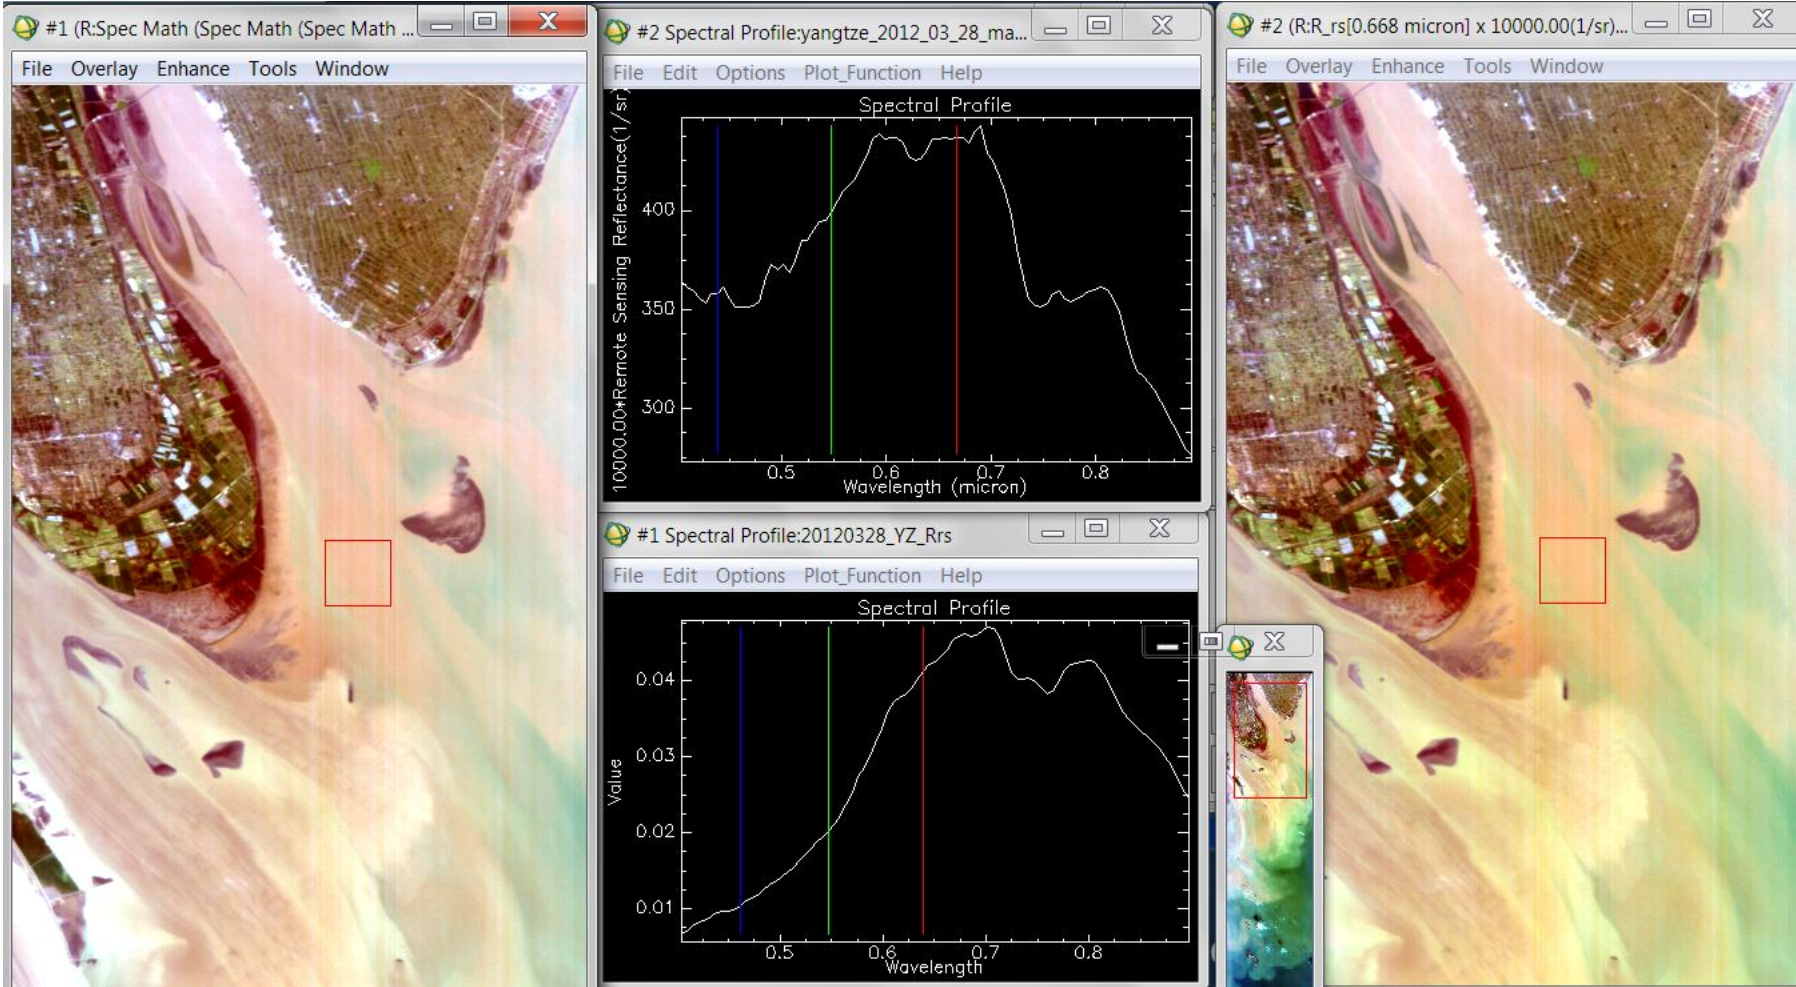 #1 (R:Spec Math (Spec Math (Spec Math ...
File Overlay Enhance Tools Window
#2 Spectral Profile:yangtze_2012_03_28_ma...
File Edit Options Plot_Function Help
Spectral Profile
10000.00*Remote Sensing Reflectance(1/sr)
400
350
300
0.5 0.6 0.7 0.8
Wavelength (micron)
#1 Spectral Profile:20120328_YZ_Rrs
File Edit Options Plot_Function Help
Spectral Profile
Value
0.04
0.03
0.02
0.01
0.5 0.6 0.7 0.8
Wavelength
#2 (R:R_rs[0.668 micron] x 10000.00(1/sr)...
File Overlay Enhance Tools Window